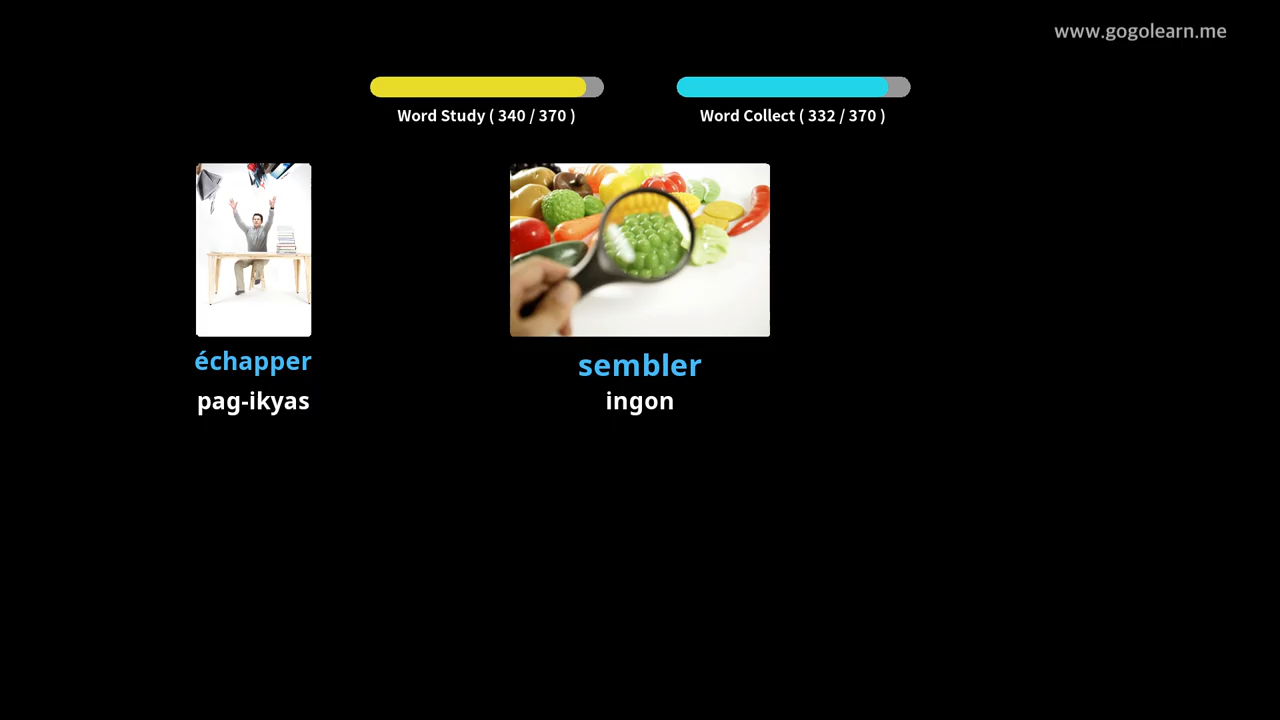 www.gogolearn.me
Word Study ( 340 / 370 )
Word Collect ( 332 / 370 )
échapper
pag-ikyas
sembler
ingon